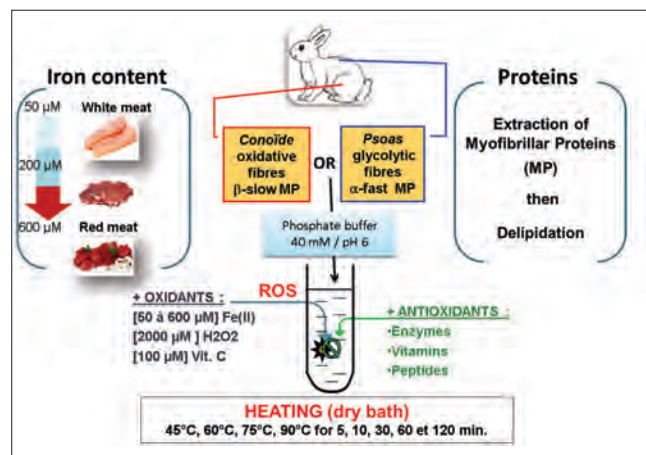 Iron content
50 µM
White meat
200 µM
600 µM
Red meat
Conoïde
oxidative
fibres
β-slow MP
OR
Psoas
glycolytic
fibres
α-fast MP
Proteins
Extraction of
Myofibrillar Proteins
(MP)
then
Delipidation
Phosphate buffer
40 mM / pH 6
+ OXIDANTS :
[50 à 600 µM] Fe(II)
[2000 µM ] H2O2
[100 µM] Vit. C
ROS
+ ANTIOXIDANTS :
•Enzymes
•Vitamins
•Peptides
HEATING (dry bath)
45°C, 60°C, 75°C, 90°C for 5, 10, 30, 60 et 120 min.